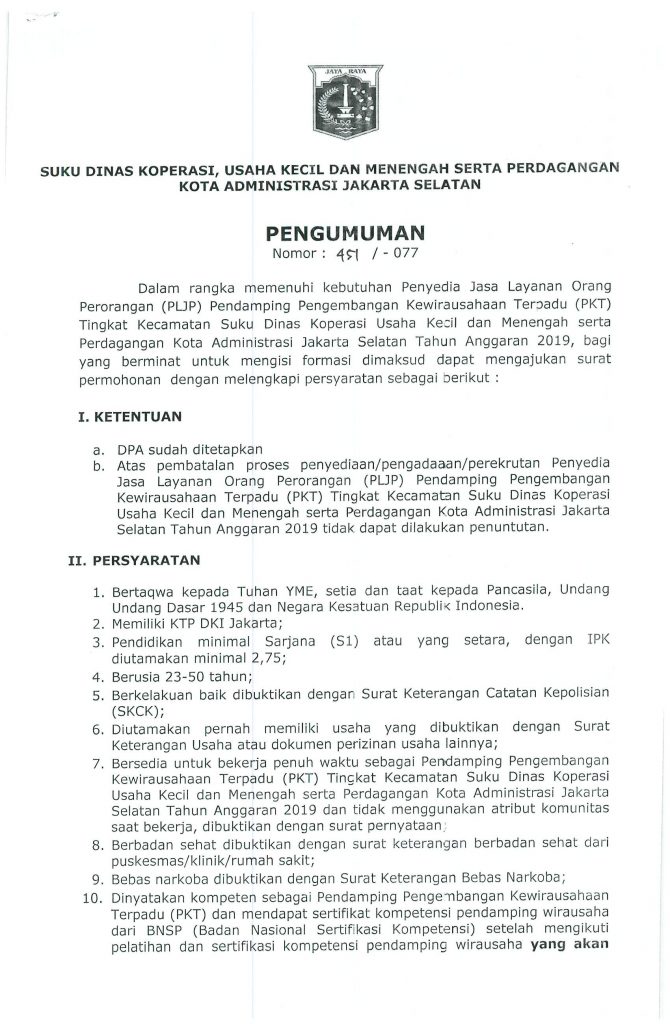 JAYA RAYA
SUKU DINAS KOPERASI, USAHA KECIL DAN MENENGAH SERTA PERDAGANGAN
KOTA ADMINISTRASI JAKARTA SELATAN
PENGUMUMAN
Nomor : 451 / - 077
Dalam rangka memenuhi kebutuhan Penyedia Jasa Layanan Orang
Perorangan (PLJP) Pendamping Pengembangan Kewirausahaan Terpadu (PKT)
Tingkat Kecamatan Suku Dinas Koperasi Usaha Kecil dan Menengah serta
Perdagangan Kota Administrasi Jakarta Selatan Tahun Anggaran 2019, bagi
yang berminat untuk mengisi formasi dimaksud dapat mengajukan surat
permohonan dengan melengkapi persyaratan sebagai berikut :
I. KETENTUAN
a. DPA sudah ditetapkan
b. Atas pembatalan proses penyediaan/pengadaaan/perekrutan Penyedia
Jasa Layanan Orang Perorangan (PLJP) Pendamping Pengembangan
Kewirausahaan Terpadu (PKT) Tingkat Kecamatan Suku Dinas Koperasi
Usaha Kecil dan Menengah serta Perdagangan Kota Administrasi Jakarta
Selatan Tahun Anggaran 2019 tidak dapat dilakukan penuntutan.
II. PERSYARATAN
1. Bertaqwa kepada Tuhan YME, setia dan taat kepada Pancasila, Undang
Undang Dasar 1945 dan Negara Kesatuan Republik Indonesia.
2. Memiliki KTP DKI Jakarta;
3. Pendidikan minimal Sarjana (S1) atau yang setara, dengan IPK
diutamakan minimal 2,75;
4. Berusia 23-50 tahun;
5. Berkelakuan baik dibuktikan dengan Surat Keterangan Catatan Kepolisian
(SKCK);
6. Diutamakan pernah memiliki usaha yang dibuktikan dengan Surat
Keterangan Usaha atau dokumen perizinan usaha lainnya;
7. Bersedia untuk bekerja penuh waktu sebagai Pendamping Pengembangan
Kewirausahaan Terpadu (PKT) Tingkat Kecamatan Suku Dinas Koperasi
Usaha Kecil dan Menengah serta Perdagangan Kota Administrasi Jakarta
Selatan Tahun Anggaran 2019 dan tidak menggunakan atribut komunitas
saat bekerja, dibuktikan dengan surat pernyataan;
8. Berbadan sehat dibuktikan dengan surat keterangan berbadan sehat dari
puskesmas/klinik/rumah sakit;
9. Bebas narkoba dibuktikan dengan Surat Keterangan Bebas Narkoba;
10. Dinyatakan kompeten sebagai Pendamping Pengembangan Kewirausahaan
Terpadu (PKT) dan mendapat sertifikat kompetensi pendamping wirausaha
dari BNSP (Badan Nasional Sertifikasi Kompetensi) setelah mengikuti
pelatihan dan sertifikasi kompetensi pendamping wirausaha yang akan